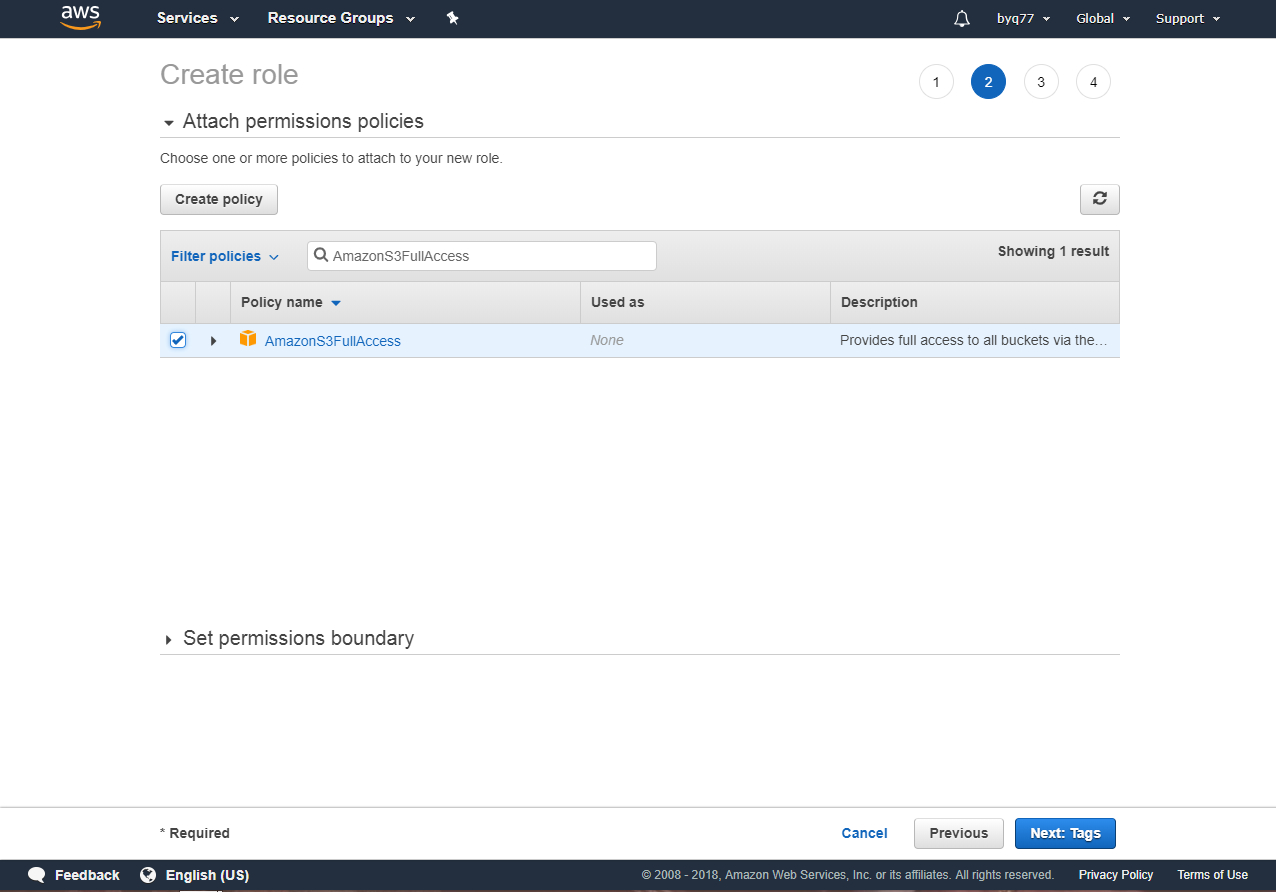 aws Services Resource Groups byq77 Global Support
Create role 1 2 3 4
Attach permissions policies
Choose one or more policies to attach to your new role.
Create policy
Filter policies AmazonS3FullAccess Showing 1 result
Policy name Used as Description
AmazonS3FullAccess None Provides full access to all buckets via the…
Set permissions boundary
* Required Cancel Previous Next: Tags
Feedback English (US) © 2008 - 2018, Amazon Web Services, Inc. or its affiliates. All rights reserved. Privacy Policy Terms of Use